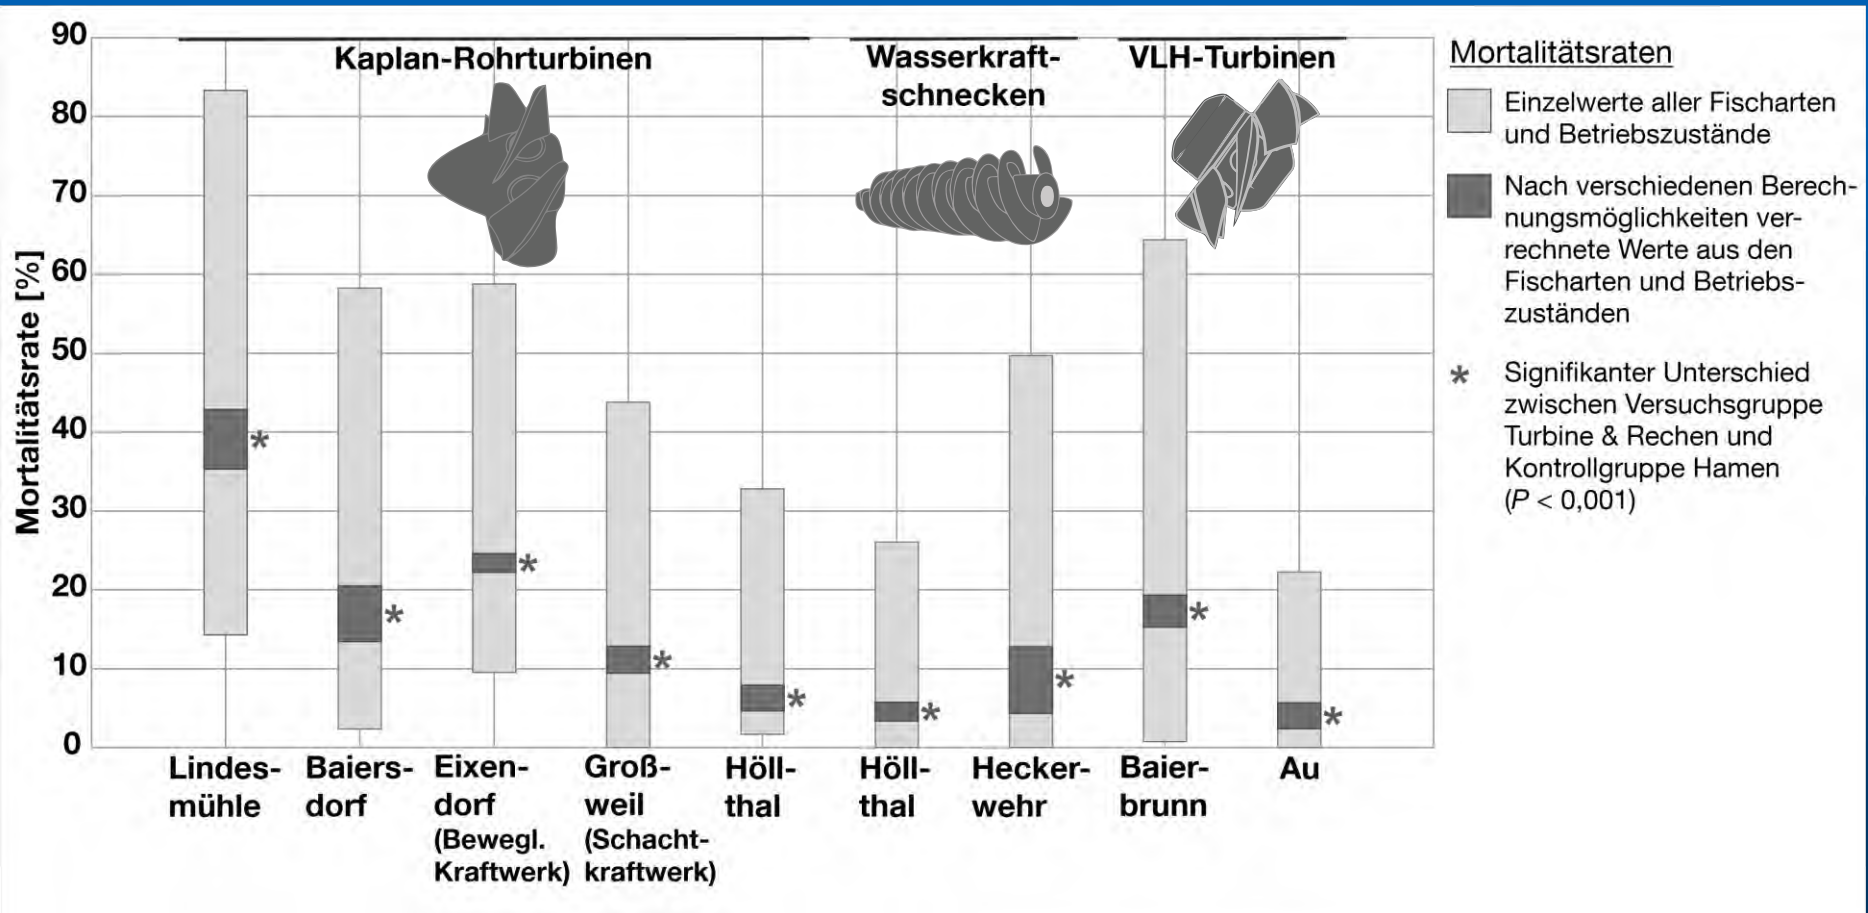 90
80
70
60
50
40
30
20
10
0
Mortalitätsrate [%]
Kaplan-Rohrturbinen
Wasserkraft-
schnecken
VLH-Turbinen
Lindes-
mühle
Baiers-
dorf
Eixen-
dorf
(Bewegl.
Kraftwerk)
Groß-
weil
(Schacht-
kraftwerk)
Höll-
thal
Höll-
thal
Hecker-
wehr
Baier-
brunn
Au
Mortalitätsraten
Einzelwerte aller Fischarten
und Betriebszustände
Nach verschiedenen Berech-
nungsmöglichkeiten ver-
rechnete Werte aus den
Fischarten und Betriebs-
zuständen
* Signifikanter Unterschied
zwischen Versuchsgruppe
Turbine & Rechen und
Kontrollgruppe Hamen
(P < 0,001)